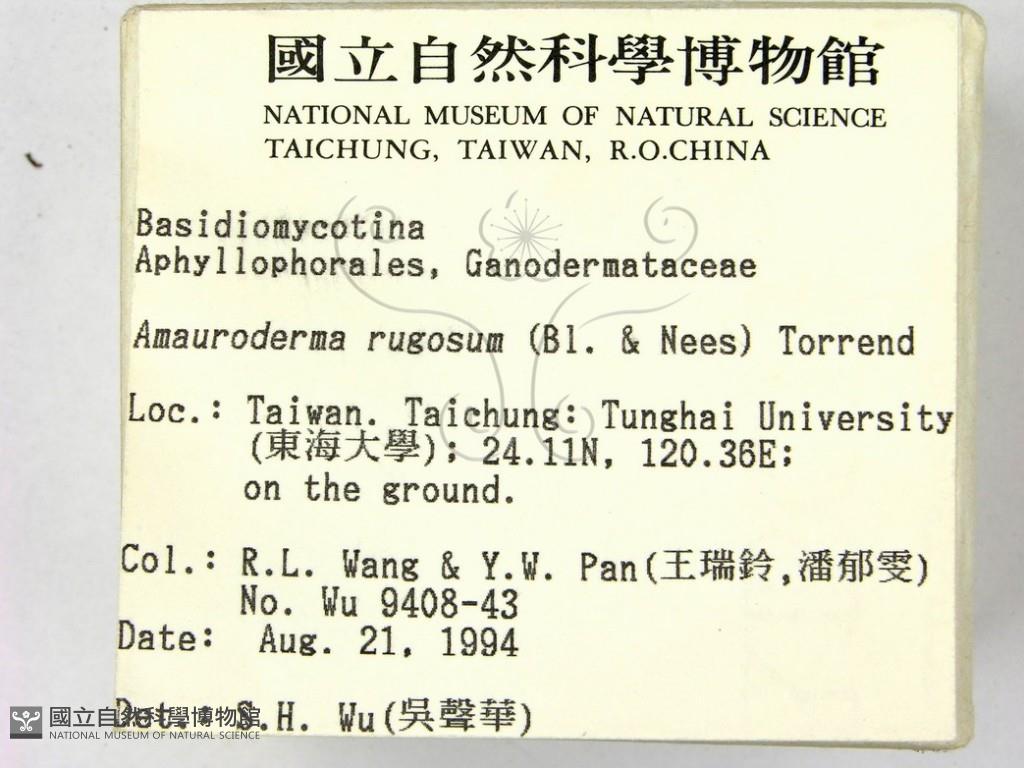 國立自然科學博物館
NATIONAL MUSEUM OF NATURAL SCIENCE
TAICHUNG, TAIWAN, R.O.CHINA
Basidiomycotina
Aphyllophorales, Ganodermataceae
Amauroderma rugosum (Bl. & Nees) Torrend
Loc.: Taiwan. Taichung: Tunghai University
(東海大學); 24.11N, 120.36E;
on the ground.
Col.: R.L. Wang & Y.W. Pan(王瑞鈴,潘郁雯)
No. Wu 9408-43
Date: Aug. 21, 1994
Det.: S.H. Wu(吳聲華)
國立自然科學博物館
NATIONAL MUSEUM OF NATURAL SCIENCE